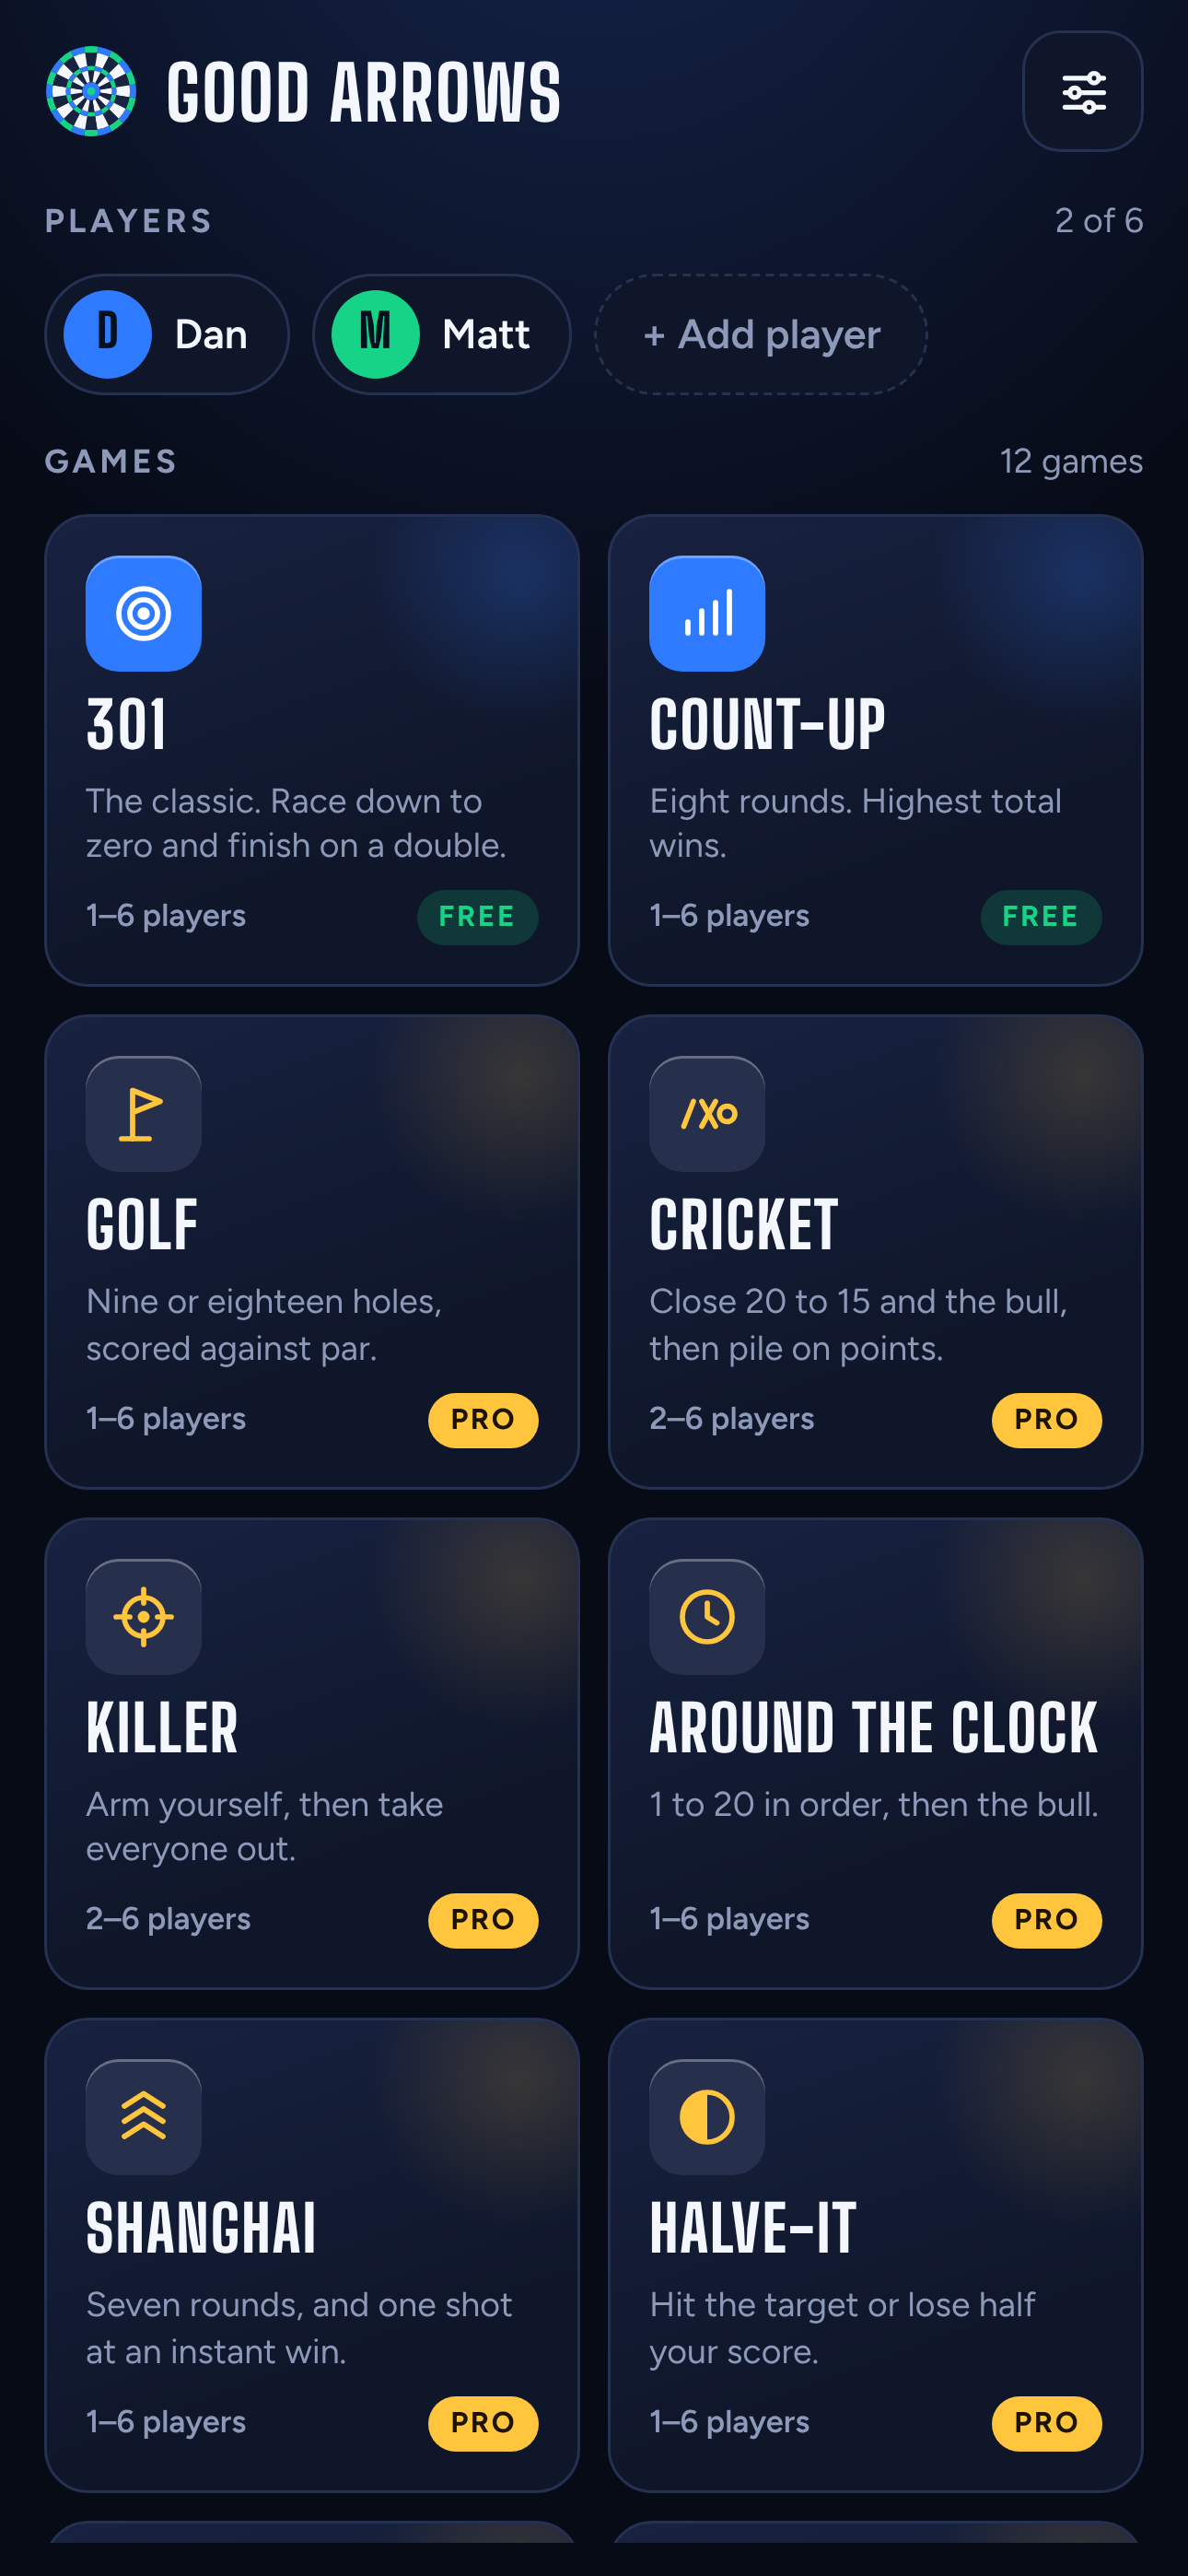 GOOD ARROWS
PLAYERS
2 of 6
D Dan
M Matt
+ Add player
GAMES
12 games
301
The classic. Race down to
zero and finish on a double.
1–6 players
FREE
COUNT-UP
Eight rounds. Highest total
wins.
1–6 players
FREE
GOLF
Nine or eighteen holes,
scored against par.
1–6 players
PRO
CRICKET
Close 20 to 15 and the bull,
then pile on points.
2–6 players
PRO
KILLER
Arm yourself, then take
everyone out.
2–6 players
PRO
AROUND THE CLOCK
1 to 20 in order, then the bull.
1–6 players
PRO
SHANGHAI
Seven rounds, and one shot
at an instant win.
1–6 players
PRO
HALVE-IT
Hit the target or lose half
your score.
1–6 players
PRO